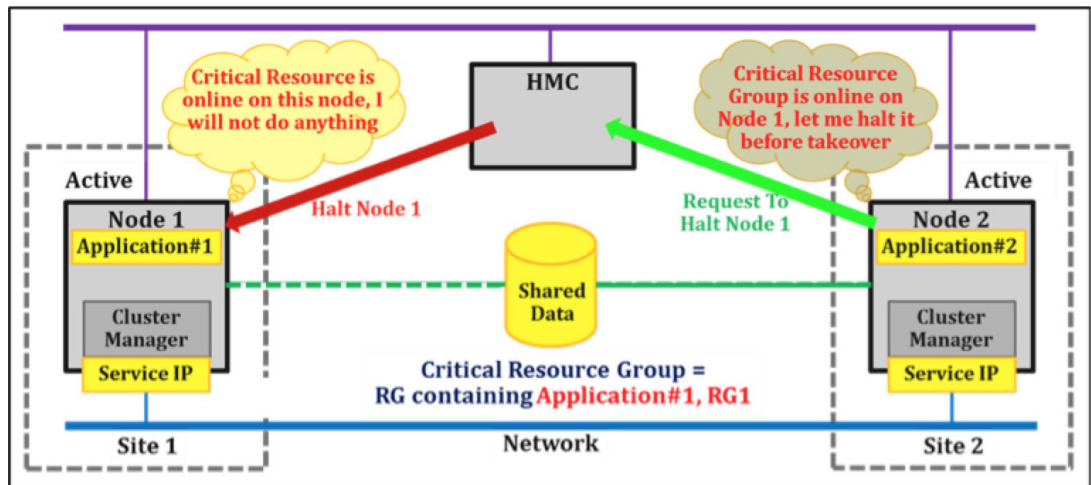 Critical Resource is
online on this node, I
will not do anything
HMC
Critical Resource
Group is online on
Node 1, let me halt it
before takeover
Active
Active
Halt Node 1
Request To
Halt Node 1
Node 1
Application#1
Node 2
Application#2
Shared
Data
Cluster
Manager
Service IP
Cluster
Manager
Service IP
Critical Resource Group =
RG containing Application#1, RG1
Site 1
Network
Site 2